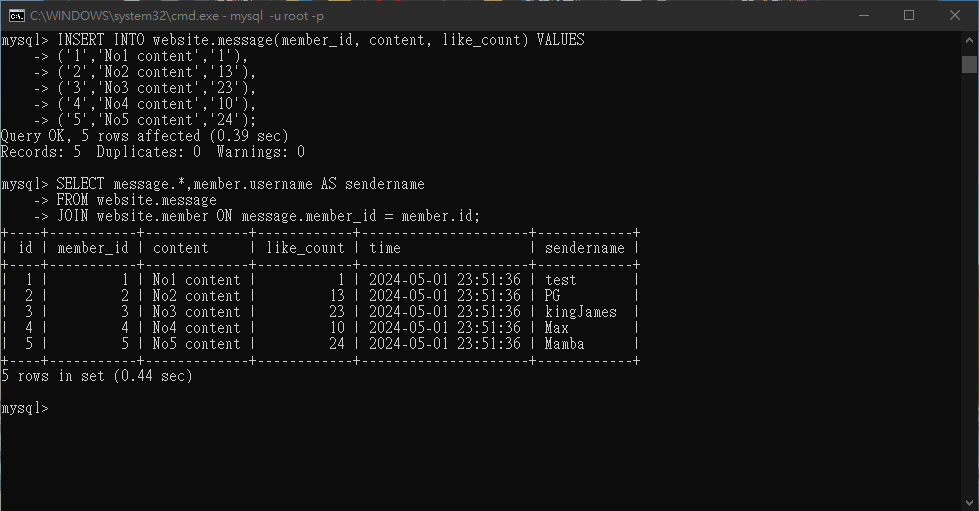 C:\WINDOWS\system32\cmd.exe - mysql  -u root -p
mysql> INSERT INTO website.message(member_id, content, like_count) VALUES
    -> ('1','No1 content','1'),
    -> ('2','No2 content','13'),
    -> ('3','No3 content','23'),
    -> ('4','No4 content','10'),
    -> ('5','No5 content','24');
Query OK, 5 rows affected (0.39 sec)
Records: 5  Duplicates: 0  Warnings: 0

mysql> SELECT message.*,member.username AS sendername
    -> FROM website.message
    -> JOIN website.member ON message.member_id = member.id;
+----+-----------+-------------+------------+---------------------+------------+
| id | member_id | content     | like_count | time                | sendername |
+----+-----------+-------------+------------+---------------------+------------+
|  1 |         1 | No1 content |          1 | 2024-05-01 23:51:36 | test       |
|  2 |         2 | No2 content |         13 | 2024-05-01 23:51:36 | PG         |
|  3 |         3 | No3 content |         23 | 2024-05-01 23:51:36 | kingJames  |
|  4 |         4 | No4 content |         10 | 2024-05-01 23:51:36 | Max        |
|  5 |         5 | No5 content |         24 | 2024-05-01 23:51:36 | Mamba      |
+----+-----------+-------------+------------+---------------------+------------+
5 rows in set (0.44 sec)

mysql>